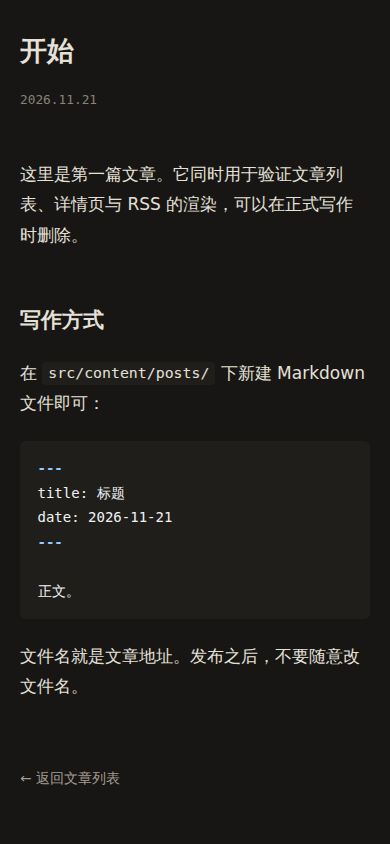 开始
2026.11.21
这里是第一篇文章。它同时用于验证文章列
表、详情页与 RSS 的渲染，可以在正式写作
时删除。
写作方式
在 src/content/posts/ 下新建 Markdown
文件即可：
---
title: 标题
date: 2026-11-21
---
正文。
文件名就是文章地址。发布之后，不要随意改
文件名。
← 返回文章列表